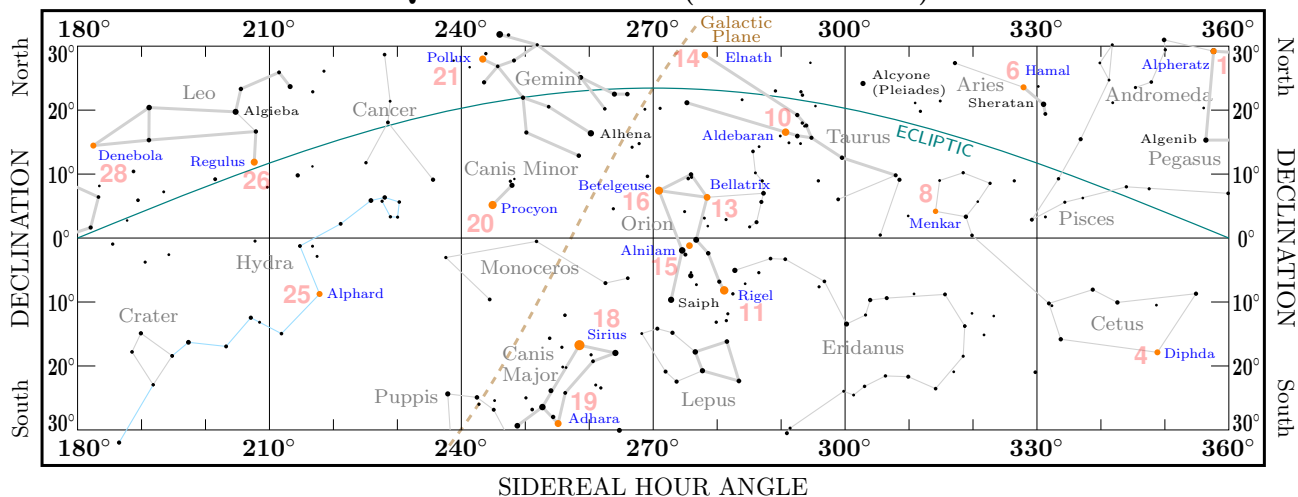 180° 210° 240° 270° 300° 330° 360°
Galactic
Plane
North
DECLINATION
South
30°
20°
10°
0°
10°
20°
30°
Pollux
21
Gemini
14
Elnath
Alcyone
(Pleiades)
6
Hamal
Aries
Sheratan
Alpheratz
1
Andromeda
Leo
Algieba
Cancer
Alhena
10
Aldebaran
Taurus
ECLIPTIC
Algenib
Pegasus
Denebola
28
Regulus
26
Canis Minor
Procyon
20
Betelgeuse
16
Bellatrix
13
Orion
8
Menkar
Pisces
Hydra
25
Alphard
Monoceros
Alnilam
15
Saiph
Rigel
11
Crater
18
Sirius
Canis
Major
Eridanus
Cetus
4
Diphda
Puppis
19
Adhara
Lepus
30°
20°
10°
0°
10°
20°
30°
North
DECLINATION
South
180° 210° 240° 270° 300° 330° 360°
SIDEREAL HOUR ANGLE